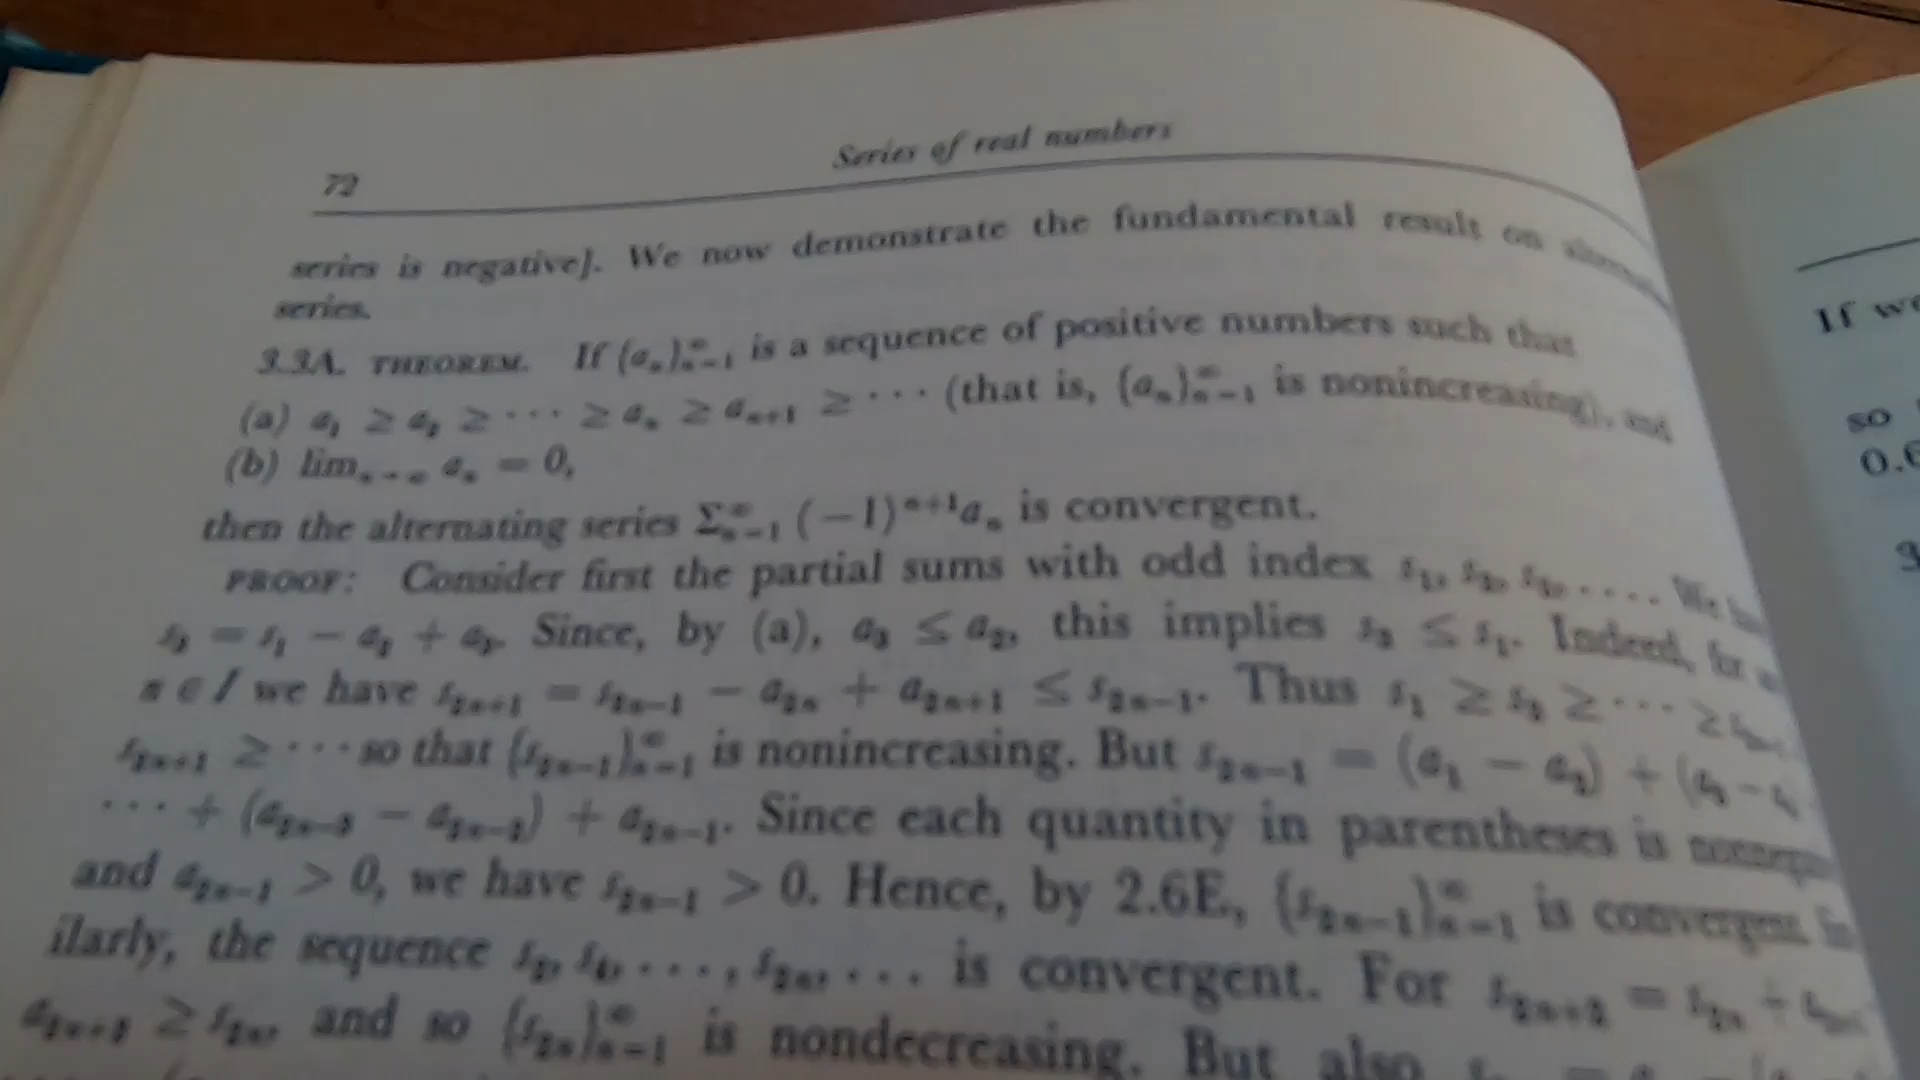 72
Series of real numbers
series is negative]. We now demonstrate the fundamental result on
series.
3.3A. THEOREM. If {aₙ}∞ₙ₌₁ is a sequence of positive numbers such that
(a) a₁ ≥ a₂ ≥ ⋯ ≥ aₙ ≥ aₙ₊₁ ≥ ⋯ (that is, {aₙ}∞ₙ₌₁ is nonincreasing), and
(b) limₙ→∞ aₙ = 0,
then the alternating series Σ∞ₙ₌₁ (−1)ⁿ⁺¹aₙ is convergent.
PROOF: Consider first the partial sums with odd index s₁, s₃, s₅, . . . . We
s₃ = s₁ − a₂ + a₃. Since, by (a), a₃ ≤ a₂, this implies s₃ ≤ s₁. Indeed, for
n ∈ I we have s₂ₙ₊₁ = s₂ₙ₋₁ − a₂ₙ + a₂ₙ₊₁ ≤ s₂ₙ₋₁. Thus s₁ ≥ s₃ ≥ ⋯ ≥
s₂ₙ₊₁ ≥ ⋯ so that {s₂ₙ₋₁}∞ₙ₌₁ is nonincreasing. But s₂ₙ₋₁ = (a₁ − a₂) + (a₃ − a₄)
⋯ + (a₂ₙ₋₃ − a₂ₙ₋₂) + a₂ₙ₋₁. Since each quantity in parentheses is
and a₂ₙ₋₁ > 0, we have s₂ₙ₋₁ > 0. Hence, by 2.6E, {s₂ₙ₋₁}∞ₙ₌₁ is convergent.
ilarly, the sequence s₂, s₄, . . . , s₂ₙ, . . . is convergent. For s₂ₙ₊₂ = s₂ₙ +
a₂ₙ₊₂ ≥ s₂ₙ, and so {s₂ₙ}∞ₙ₌₁ is nondecreasing. But also
If we
so